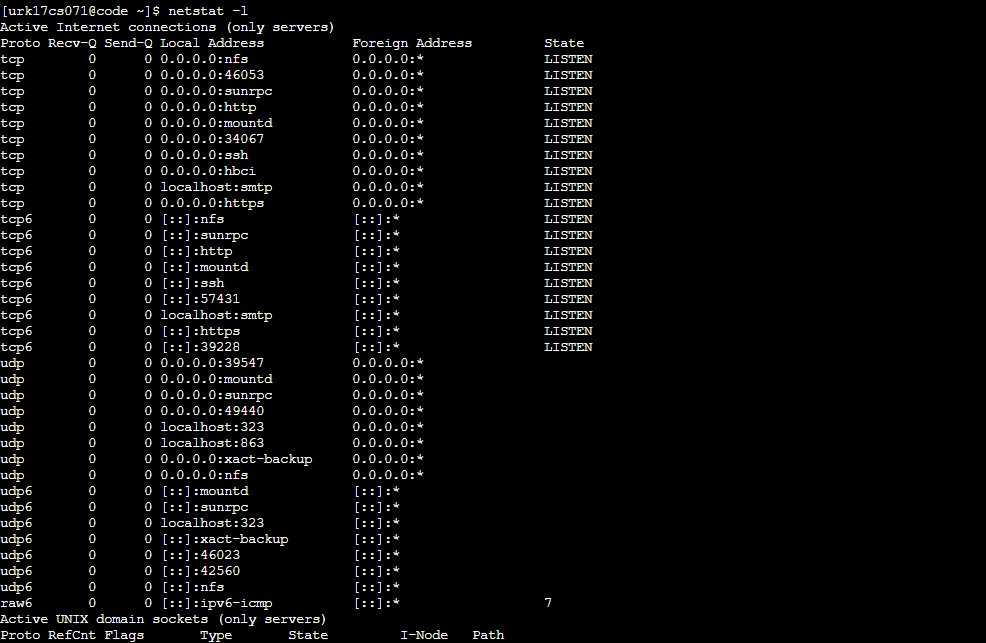 [urk17cs071@code ~]$ netstat -l
Active Internet connections (only servers)
Proto Recv-Q Send-Q Local Address           Foreign Address         State
tcp        0      0 0.0.0.0:nfs             0.0.0.0:*               LISTEN
tcp        0      0 0.0.0.0:46053           0.0.0.0:*               LISTEN
tcp        0      0 0.0.0.0:sunrpc          0.0.0.0:*               LISTEN
tcp        0      0 0.0.0.0:http            0.0.0.0:*               LISTEN
tcp        0      0 0.0.0.0:mountd          0.0.0.0:*               LISTEN
tcp        0      0 0.0.0.0:34067           0.0.0.0:*               LISTEN
tcp        0      0 0.0.0.0:ssh             0.0.0.0:*               LISTEN
tcp        0      0 0.0.0.0:hbci            0.0.0.0:*               LISTEN
tcp        0      0 localhost:smtp          0.0.0.0:*               LISTEN
tcp        0      0 0.0.0.0:https           0.0.0.0:*               LISTEN
tcp6       0      0 [::]:nfs                [::]:*                  LISTEN
tcp6       0      0 [::]:sunrpc             [::]:*                  LISTEN
tcp6       0      0 [::]:http               [::]:*                  LISTEN
tcp6       0      0 [::]:mountd             [::]:*                  LISTEN
tcp6       0      0 [::]:ssh                [::]:*                  LISTEN
tcp6       0      0 [::]:57431              [::]:*                  LISTEN
tcp6       0      0 localhost:smtp          [::]:*                  LISTEN
tcp6       0      0 [::]:https              [::]:*                  LISTEN
tcp6       0      0 [::]:39228              [::]:*                  LISTEN
udp        0      0 0.0.0.0:39547           0.0.0.0:*
udp        0      0 0.0.0.0:mountd          0.0.0.0:*
udp        0      0 0.0.0.0:sunrpc          0.0.0.0:*
udp        0      0 0.0.0.0:49440           0.0.0.0:*
udp        0      0 localhost:323           0.0.0.0:*
udp        0      0 localhost:863           0.0.0.0:*
udp        0      0 0.0.0.0:xact-backup     0.0.0.0:*
udp        0      0 0.0.0.0:nfs             0.0.0.0:*
udp6       0      0 [::]:mountd             [::]:*
udp6       0      0 [::]:sunrpc             [::]:*
udp6       0      0 localhost:323           [::]:*
udp6       0      0 [::]:xact-backup        [::]:*
udp6       0      0 [::]:46023              [::]:*
udp6       0      0 [::]:42560              [::]:*
udp6       0      0 [::]:nfs                [::]:*
raw6       0      0 [::]:ipv6-icmp          [::]:*                  7
Active UNIX domain sockets (only servers)
Proto RefCnt Flags       Type       State         I-Node   Path